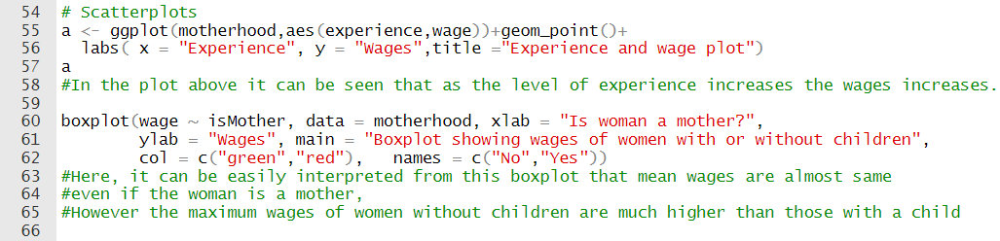 54 # Scatterplots
55 a <- ggplot(motherhood,aes(experience,wage))+geom_point()+
56   labs( x = "Experience", y = "Wages",title ="Experience and wage plot")
57 a
58 #In the plot above it can be seen that as the level of experience increases the wages increases.
59
60 boxplot(wage ~ isMother, data = motherhood, xlab = "Is woman a mother?",
61         ylab = "Wages", main = "Boxplot showing wages of women with or without children",
62         col = c("green","red"),   names = c("No","Yes"))
63 #Here, it can be easily interpreted from this boxplot that mean wages are almost same
64 #even if the woman is a mother,
65 #However the maximum wages of women without children are much higher than those with a child
66